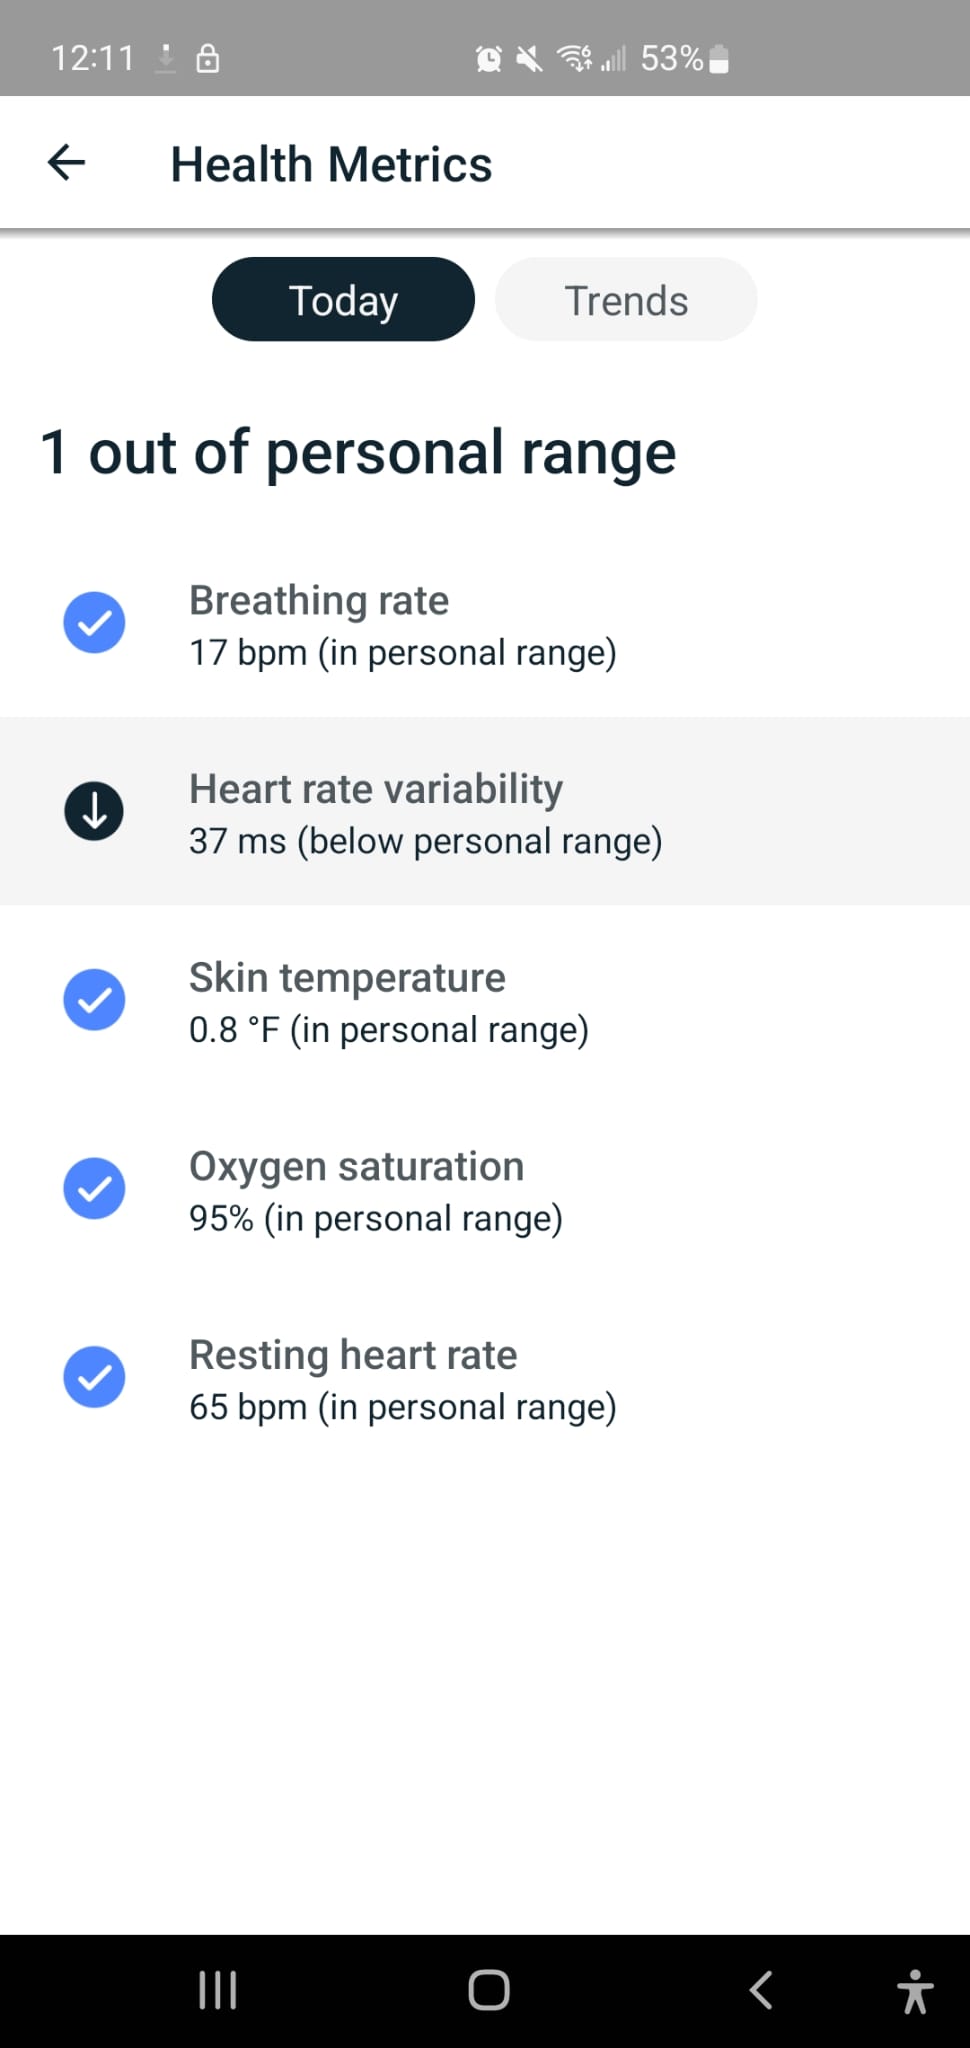 12:11 53%
Health Metrics
Today Trends
1 out of personal range
Breathing rate
17 bpm (in personal range)
Heart rate variability
37 ms (below personal range)
Skin temperature
0.8 °F (in personal range)
Oxygen saturation
95% (in personal range)
Resting heart rate
65 bpm (in personal range)